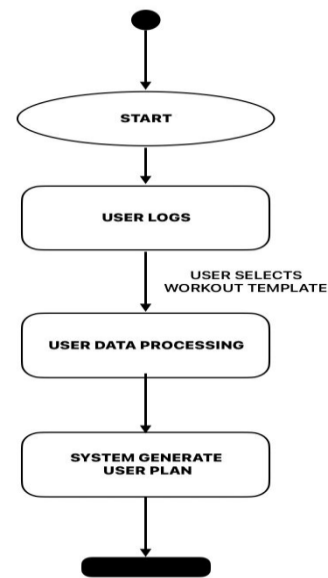 START
USER LOGS
USER SELECTS
WORKOUT TEMPLATE
USER DATA PROCESSING
SYSTEM GENERATE
USER PLAN